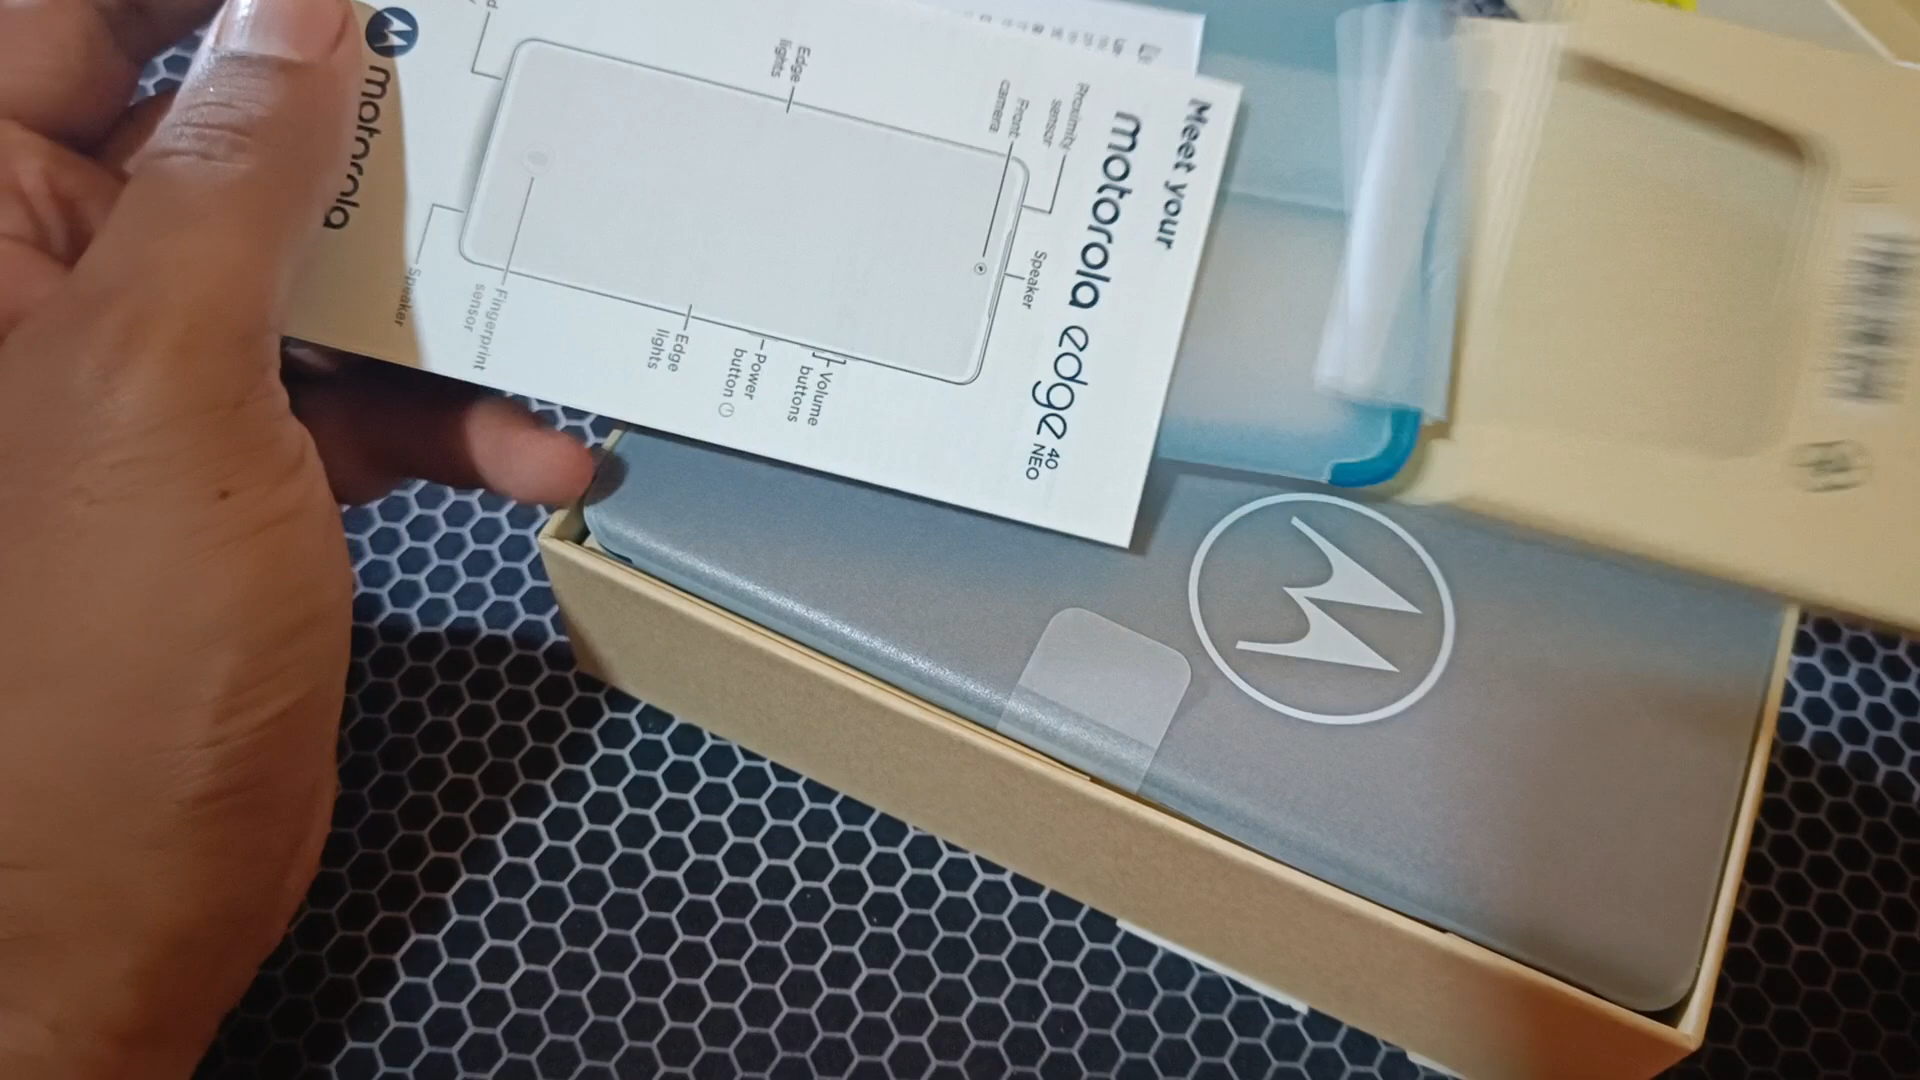 Meet your
motorola edge 40 NEO
Proximity
sensor
Front
camera
Speaker
Edge
lights
Volume
buttons
Power
button
Edge
lights
Fingerprint
sensor
Speaker
motorola